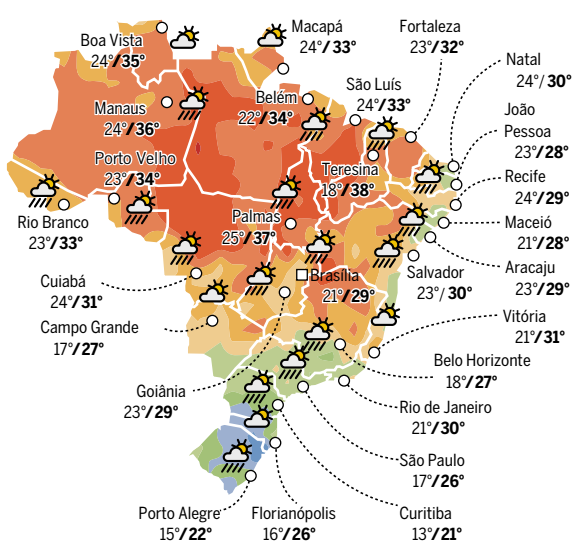 Macapá
24°/33°
Fortaleza
23°/32°
Boa Vista
24°/35°
Natal
24°/30°
São Luís
24°/33°
Belém
22°/34°
Manaus
24°/36°
João
Pessoa
23°/28°
Porto Velho
23°/34°
Teresina
18°/38°
Recife
24°/29°
Rio Branco
23°/33°
Palmas
25°/37°
Maceió
21°/28°
Aracaju
23°/29°
Salvador
23°/30°
Cuiabá
24°/31°
Brasília
21°/29°
Campo Grande
17°/27°
Vitória
21°/31°
Belo Horizonte
18°/27°
Goiânia
23°/29°
Rio de Janeiro
21°/30°
São Paulo
17°/26°
Porto Alegre
15°/22°
Florianópolis
16°/26°
Curitiba
13°/21°